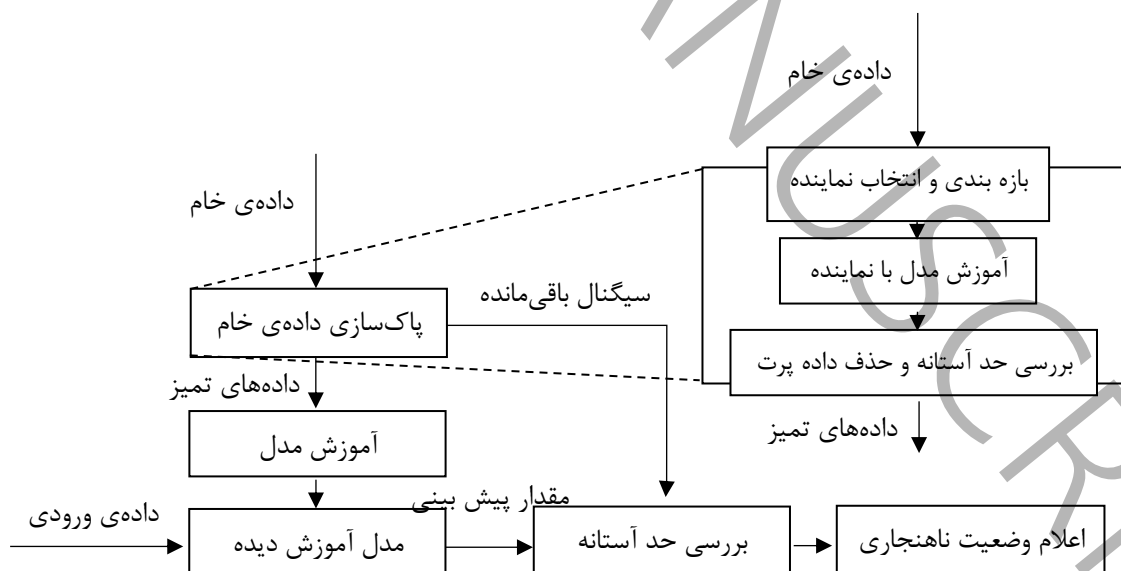 داده‌ی خام
بازه بندی و انتخاب نماینده
آموزش مدل با نماینده
بررسی حد آستانه و حذف داده پرت
داده‌های تمیز
داده‌ی خام
پاک‌سازی داده‌ی خام
سیگنال باقی‌مانده
داده‌های تمیز
آموزش مدل
داده‌ی ورودی
مدل آموزش دیده
مقدار پیش بینی
بررسی حد آستانه
اعلام وضعیت ناهنجاری
NUSCR